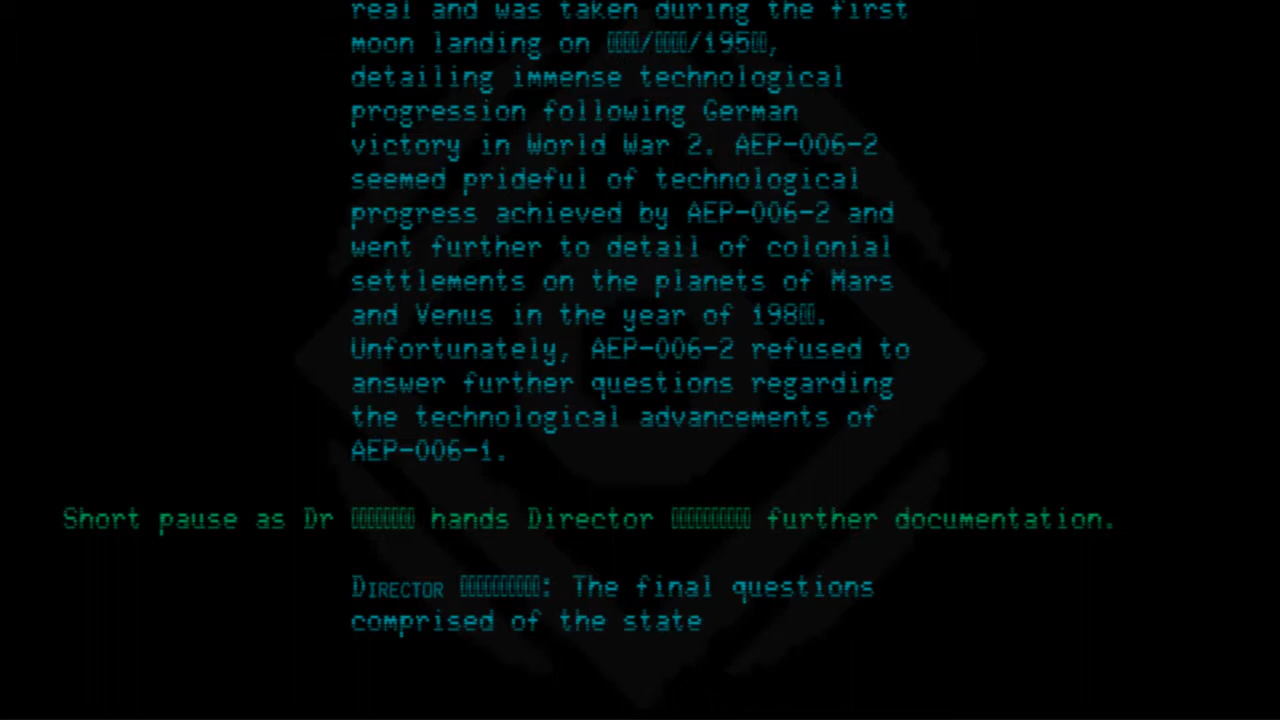 real and was taken during the first
moon landing on ▯▯▯▯/▯▯▯▯/195▯▯,
detailing immense technological
progression following German
victory in World War 2. AEP-006-2
seemed prideful of technological
progress achieved by AEP-006-2 and
went further to detail of colonial
settlements on the planets of Mars
and Venus in the year of 198▯▯.
Unfortunately, AEP-006-2 refused to
answer further questions regarding
the technological advancements of
AEP-006-1.
Short pause as Dr ▯▯▯▯▯▯▯▯ hands Director ▯▯▯▯▯▯▯▯▯▯ further documentation.
DIRECTOR ▯▯▯▯▯▯▯▯▯▯: The final questions
comprised of the state